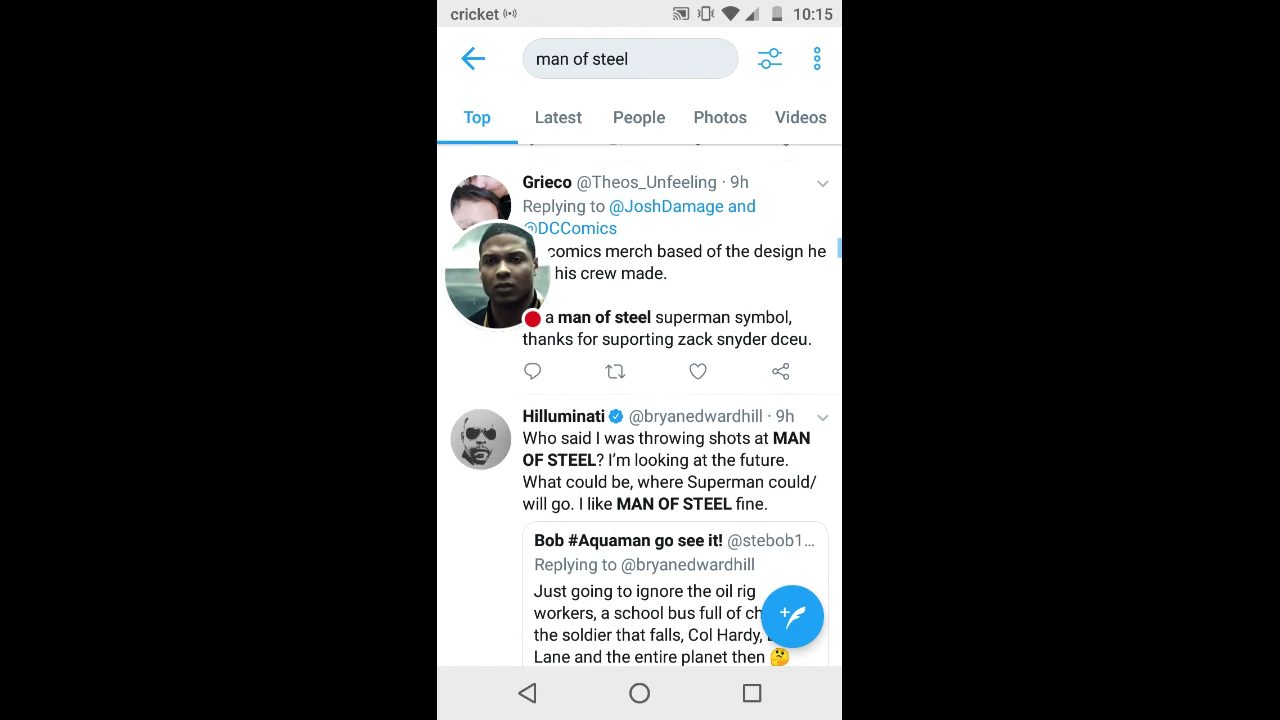 cricket 10:15
man of steel
Top Latest People Photos Videos
Grieco @Theos_Unfeeling · 9h
Replying to @JoshDamage and
@DCComics
comics merch based of the design he
his crew made.
a man of steel superman symbol,
thanks for suporting zack snyder dceu.
Hilluminati @bryanedwardhill · 9h
Who said I was throwing shots at MAN
OF STEEL? I'm looking at the future.
What could be, where Superman could/
will go. I like MAN OF STEEL fine.
Bob #Aquaman go see it! @stebob1...
Replying to @bryanedwardhill
Just going to ignore the oil rig
workers, a school bus full of ch
the soldier that falls, Col Hardy,
Lane and the entire planet then 🤔